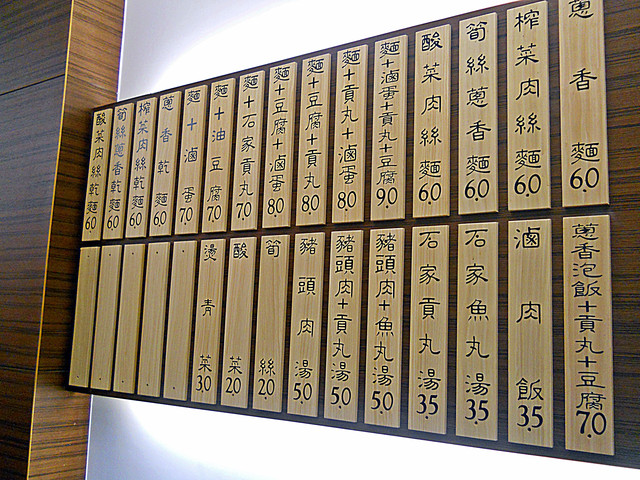 蔥香麵60
榨菜肉絲麵60
筍絲蔥香麵60
酸菜肉絲麵60
麵+滷蛋+貢丸+豆腐90
麵+貢丸+滷蛋80
麵+豆腐+貢丸80
麵+豆腐+滷蛋80
麵+石家貢丸70
麵+油豆腐70
麵+滷蛋70
蔥香乾麵60
榨菜肉絲乾麵60
筍絲蔥香乾麵60
酸菜肉絲乾麵60
蔥香泡飯+貢丸+豆腐70
滷肉飯35
石家魚丸湯35
石家貢丸湯35
豬頭肉+魚丸湯50
豬頭肉+貢丸湯50
豬頭肉湯50
筍絲20
酸菜20
燙青菜30